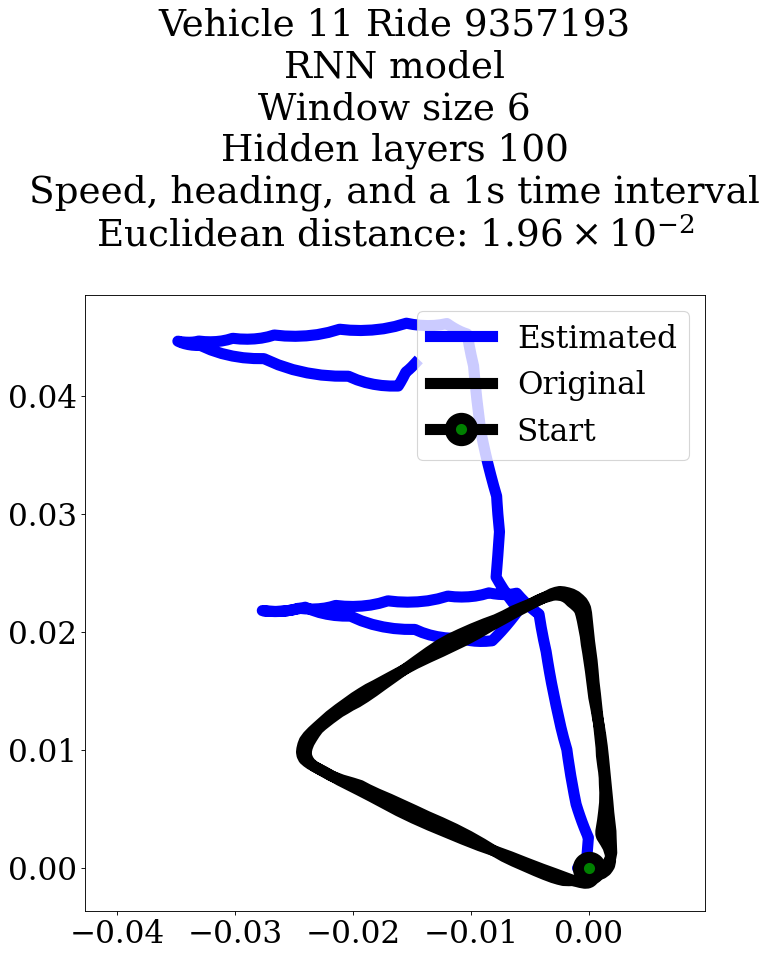 Vehicle 11 Ride 9357193
RNN model
Window size 6
Hidden layers 100
Speed, heading, and a 1s time interval
Euclidean distance: 1.96 × 10⁻²
Estimated
Original
Start
0.04
0.03
0.02
0.01
0.00
−0.04 −0.03 −0.02 −0.01 0.00